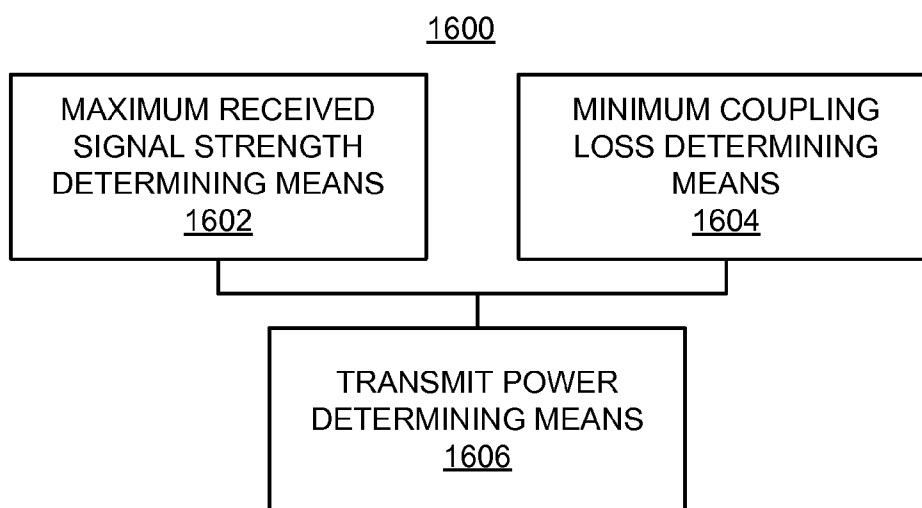 1600
MAXIMUM RECEIVED
SIGNAL STRENGTH
DETERMINING MEANS
1602
MINIMUM COUPLING
LOSS DETERMINING
MEANS
1604
TRANSMIT POWER
DETERMINING MEANS
1606